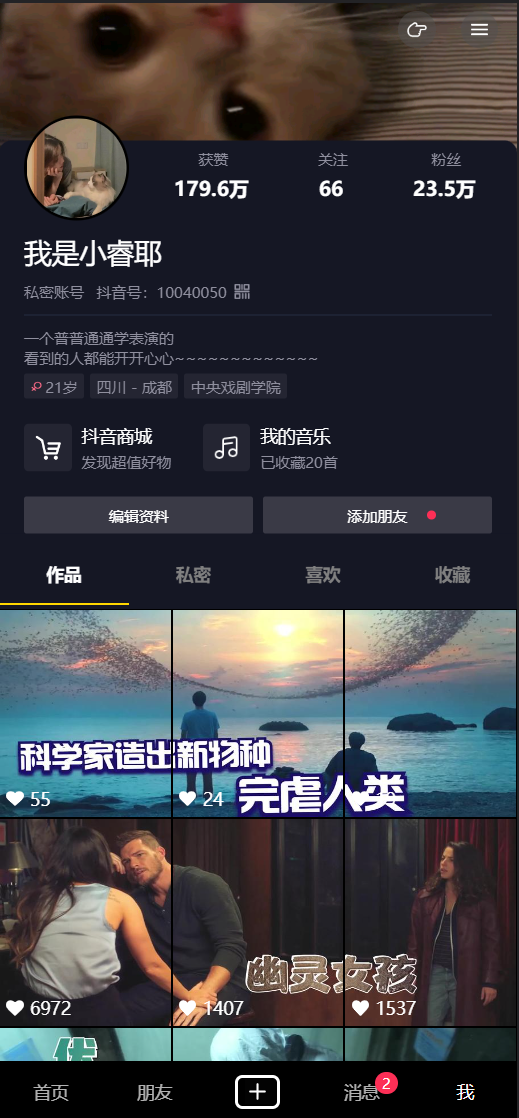 获赞 关注 粉丝
179.6万 66 23.5万
我是小睿耶
私密账号 抖音号：10040050
一个普普通通学表演的
看到的人都能开开心心~~~~~~~~~~~~~
21岁 四川 - 成都 中央戏剧学院
抖音商城 我的音乐
发现超值好物 已收藏20首
编辑资料 添加朋友
作品 私密 喜欢 收藏
科学家造出新物种
完虐人类
55 24
幽灵女孩
6972 1407 1537
首页 朋友 消息 2 我